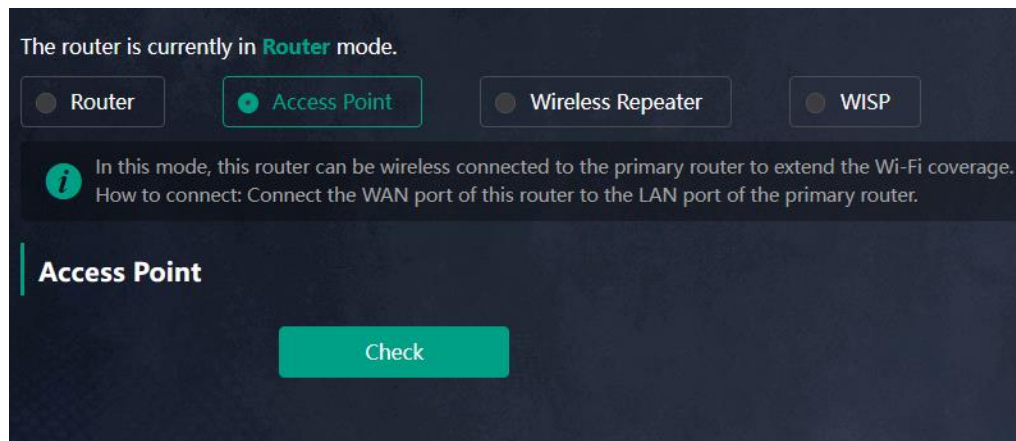 The router is currently in Router mode.
Router Access Point Wireless Repeater WISP
i In this mode, this router can be wireless connected to the primary router to extend the Wi-Fi coverage.
How to connect: Connect the WAN port of this router to the LAN port of the primary router.
Access Point
Check